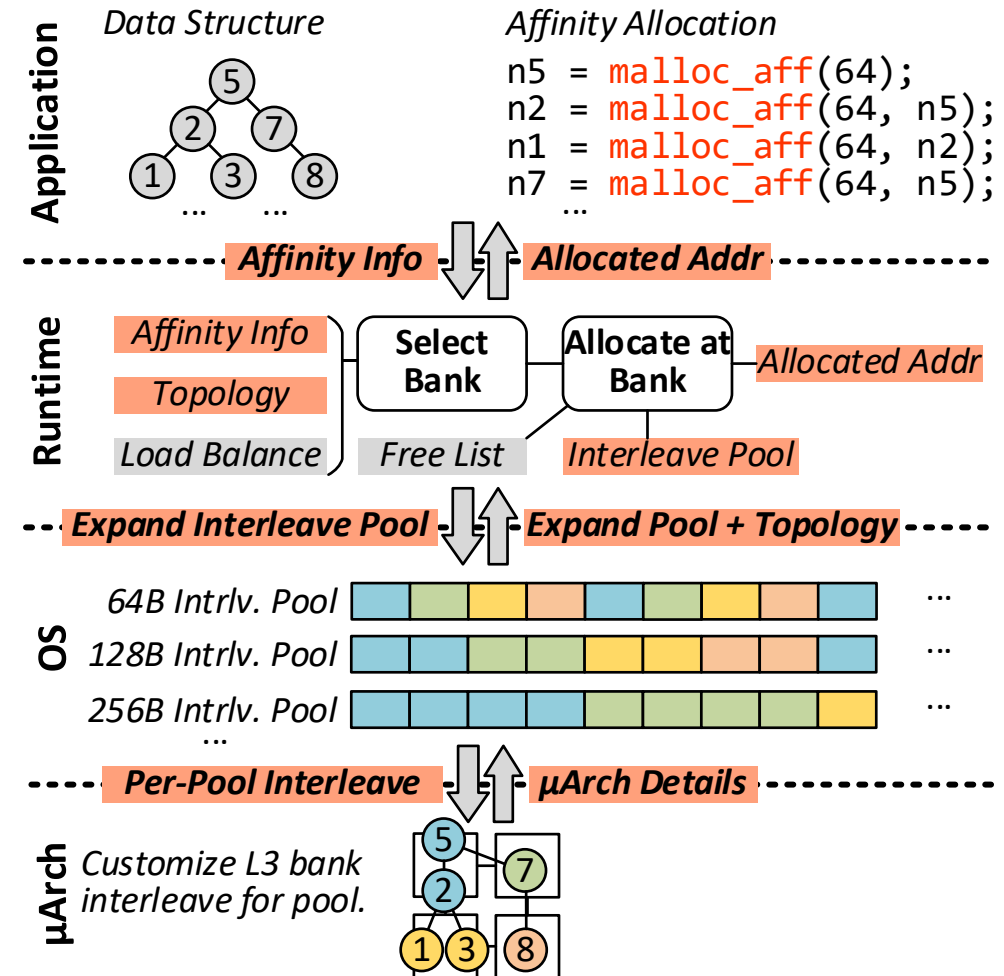 Application
Data Structure
5
2 7
1 3 8
... ...
Affinity Allocation
n5 = malloc_aff(64);
n2 = malloc_aff(64, n5);
n1 = malloc_aff(64, n2);
n7 = malloc_aff(64, n5);
...
Affinity Info
Allocated Addr
Runtime
Affinity Info
Topology
Load Balance
Select
Bank
Allocate at
Bank
Allocated Addr
Free List
Interleave Pool
Expand Interleave Pool
Expand Pool + Topology
OS
64B Intrlv. Pool ...
128B Intrlv. Pool ...
256B Intrlv. Pool ...
...
Per-Pool Interleave
µArch Details
µArch
Customize L3 bank
interleave for pool.
5
7
2
1 3 8